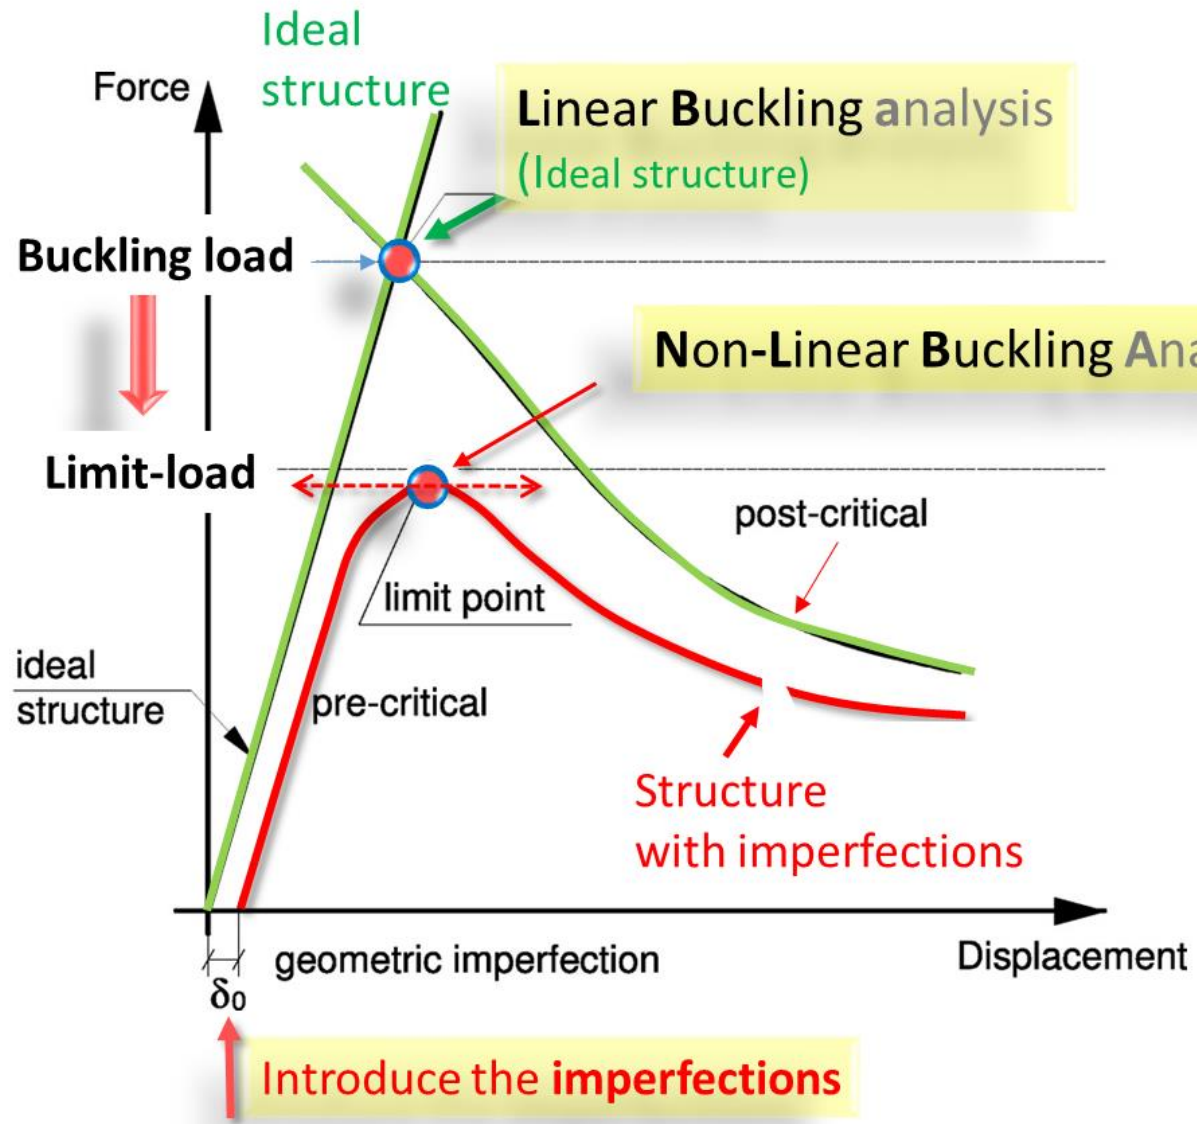 Ideal
structure
Force
Linear Buckling analysis
(Ideal structure)
Buckling load
Non-Linear Buckling Ana
Limit-load
post-critical
limit point
ideal
structure
pre-critical
Structure
with imperfections
geometric imperfection
Displacement
δ0
Introduce the imperfections